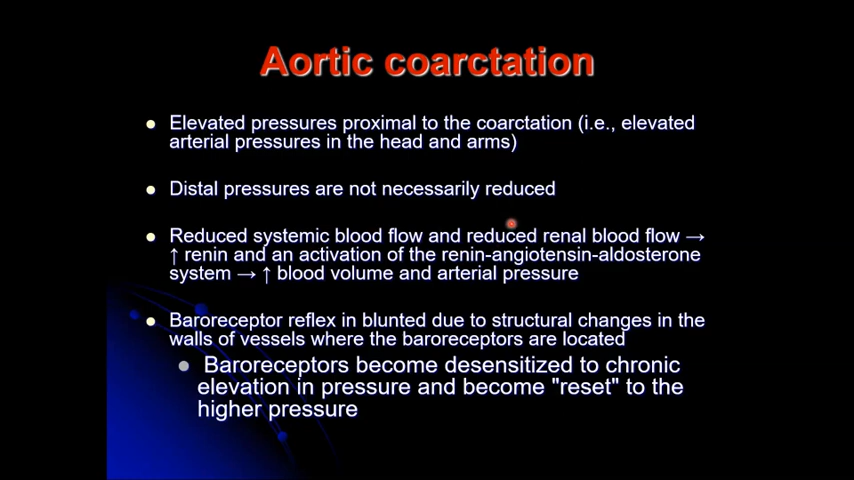 Aortic coarctation
Elevated pressures proximal to the coarctation (i.e., elevated
arterial pressures in the head and arms)
Distal pressures are not necessarily reduced
Reduced systemic blood flow and reduced renal blood flow →
↑ renin and an activation of the renin-angiotensin-aldosterone
system → ↑ blood volume and arterial pressure
Baroreceptor reflex in blunted due to structural changes in the
walls of vessels where the baroreceptors are located
Baroreceptors become desensitized to chronic
elevation in pressure and become "reset" to the
higher pressure